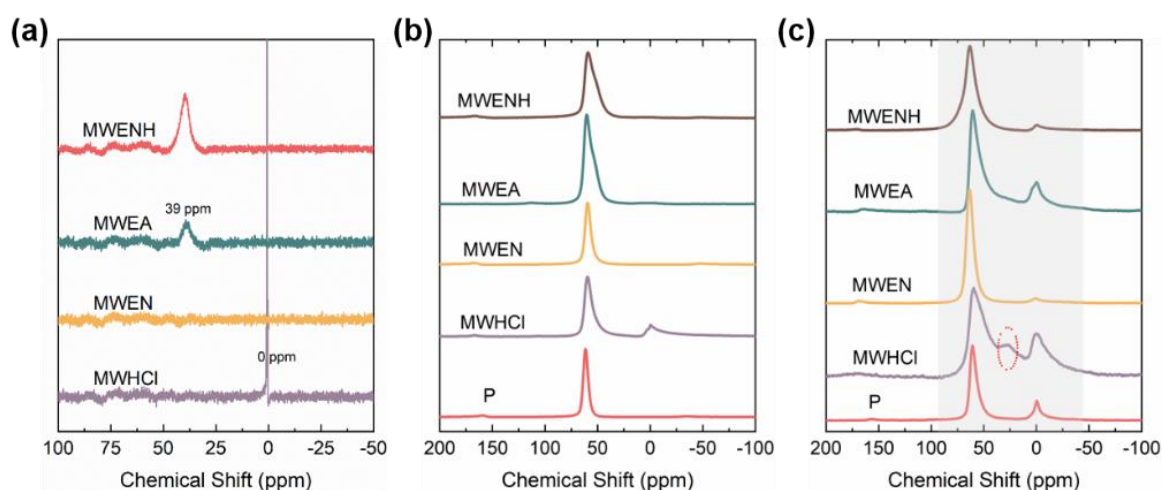 (a)
MWENH
MWEA
39 ppm
MWEN
0 ppm
MWHCl
100 75 50 25 0 -25 -50
Chemical Shift (ppm)
(b)
MWENH
MWEA
MWEN
MWHCl
P
200 150 100 50 0 -50 -100
Chemical Shift (ppm)
(c)
MWENH
MWEA
MWEN
MWHCl
P
200 150 100 50 0 -50 -100
Chemical Shift (ppm)